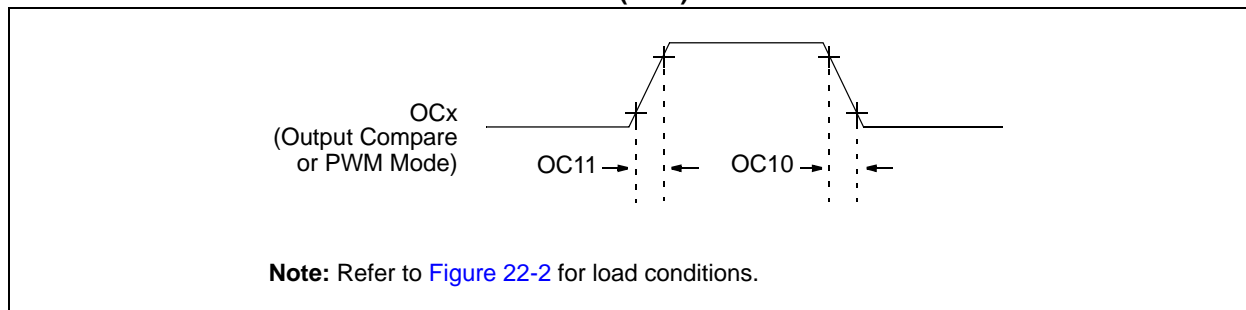 OCx
(Output Compare
or PWM Mode)
OC11
OC10
Note: Refer to Figure 22-2 for load conditions.